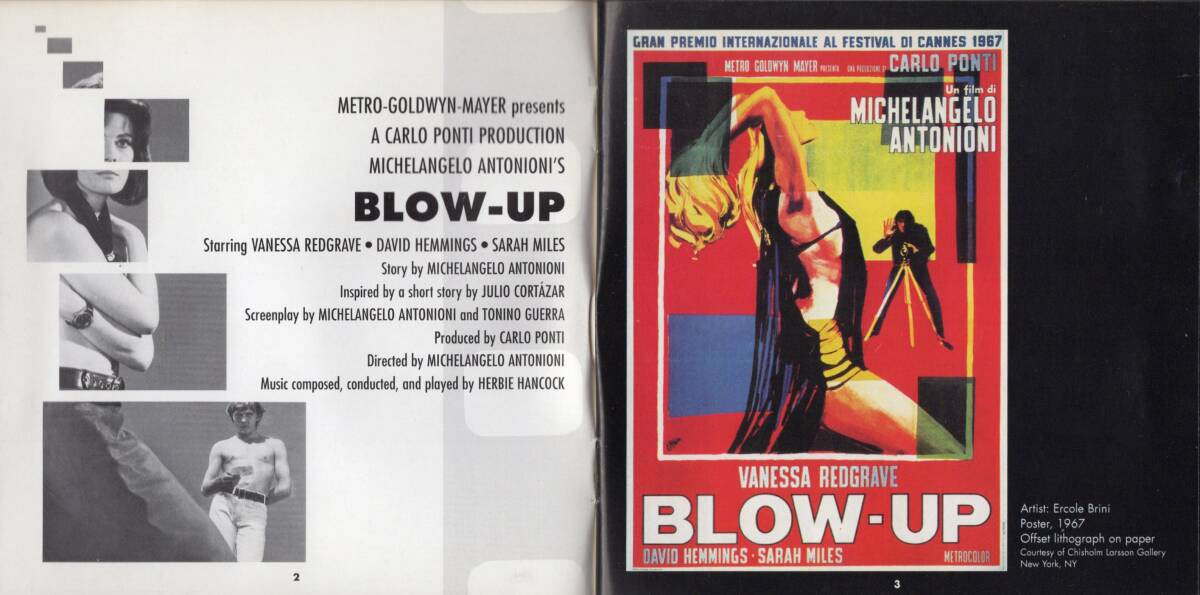 METRO-GOLDWYN-MAYER presents
A CARLO PONTI PRODUCTION
MICHELANGELO ANTONIONI'S
BLOW-UP
Starring VANESSA REDGRAVE • DAVID HEMMINGS • SARAH MILES
Story by MICHELANGELO ANTONIONI
Inspired by a short story by JULIO CORTÁZAR
Screenplay by MICHELANGELO ANTONIONI and TONINO GUERRA
Produced by CARLO PONTI
Directed by MICHELANGELO ANTONIONI
Music composed, conducted, and played by HERBIE HANCOCK
2
GRAN PREMIO INTERNAZIONALE AL FESTIVAL DI CANNES 1967
METRO GOLDWYN MAYER PRESENTA UNA PRODUZIONE DI CARLO PONTI
Un film di
MICHELANGELO
ANTONIONI
VANESSA REDGRAVE
BLOW-UP
DAVID HEMMINGS · SARAH MILES METROCOLOR
Artist: Ercole Brini
Poster, 1967
Offset lithograph on paper
Courtesy of Chisholm Larsson Gallery
New York, NY
3